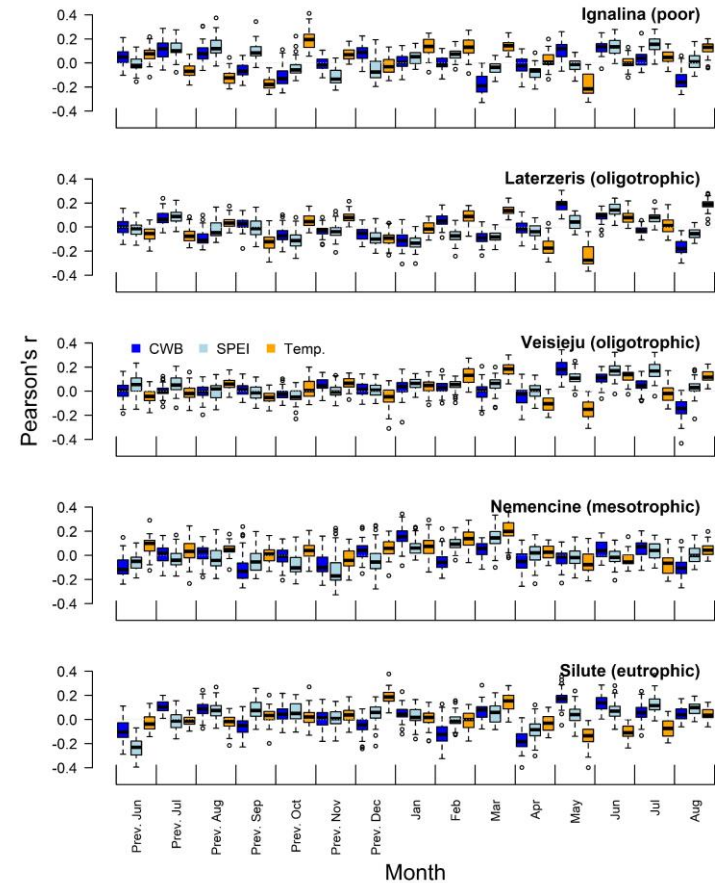 Ignalina (poor)
0.4
0.2
0.0
-0.2
-0.4
Laterzeris (oligotrophic)
0.4
0.2
0.0
-0.2
-0.4
CWB SPEI Temp.
Veisieju (oligotrophic)
0.4
0.2
0.0
-0.2
-0.4
Nemencine (mesotrophic)
0.4
0.2
0.0
-0.2
-0.4
Silute (eutrophic)
0.4
0.2
0.0
-0.2
-0.4
Pearson's r
Prev. Jun
Prev. Jul
Prev. Aug
Prev. Sep
Prev. Oct
Prev. Nov
Prev. Dec
Jan
Feb
Mar
Apr
May
Jun
Jul
Aug
Month